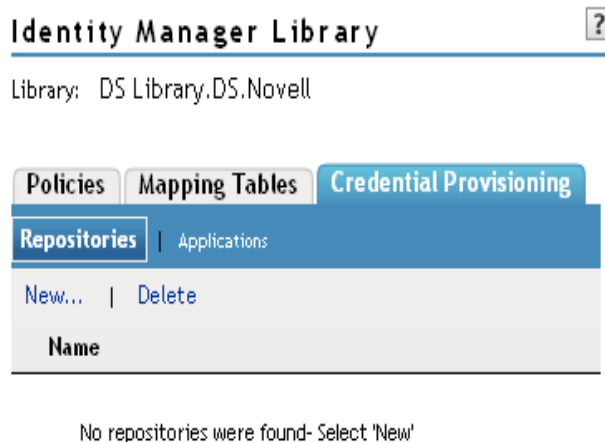 Identity Manager Library ?
Library: DS Library.DS.Novell
Policies Mapping Tables Credential Provisioning
Repositories | Applications
New... | Delete
Name
No repositories were found- Select 'New'